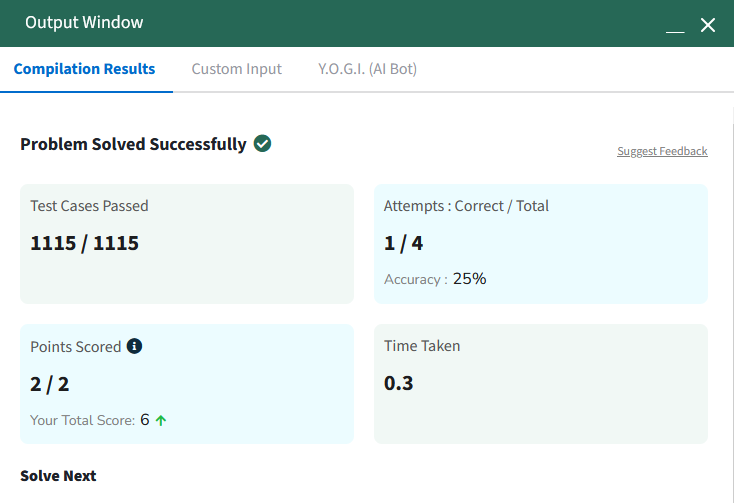 Output Window
Compilation Results
Custom Input
Y.O.G.I. (AI Bot)
Problem Solved Successfully
Suggest Feedback
Test Cases Passed
1115 / 1115
Attempts : Correct / Total
1 / 4
Accuracy : 25%
Points Scored
2 / 2
Your Total Score: 6
Time Taken
0.3
Solve Next